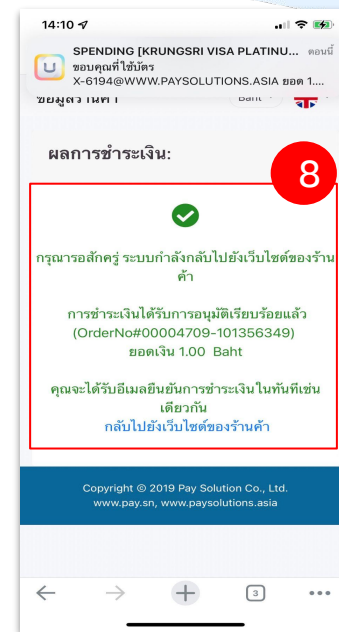 14:10
SPENDING [KRUNGSRI VISA PLATINU... ตอนนี้
ขอบคุณที่ใช้บัตร
X-6194@WWW.PAYSOLUTIONS.ASIA ยอด 1....
Baht
ผลการชำระเงิน:
8
กรุณารอสักครู่ ระบบกำลังกลับไปยังเว็บไซต์ของร้าน
ค้า
การชำระเงินได้รับการอนุมัติเรียบร้อยแล้ว
(OrderNo#00004709-101356349)
ยอดเงิน 1.00 Baht
คุณจะได้รับอีเมลยืนยันการชำระเงิน ในทันทีเช่น
เดียวกัน
กลับไปยังเว็บไซต์ของร้านค้า
Copyright © 2019 Pay Solution Co., Ltd.
www.pay.sn, www.paysolutions.asia
3